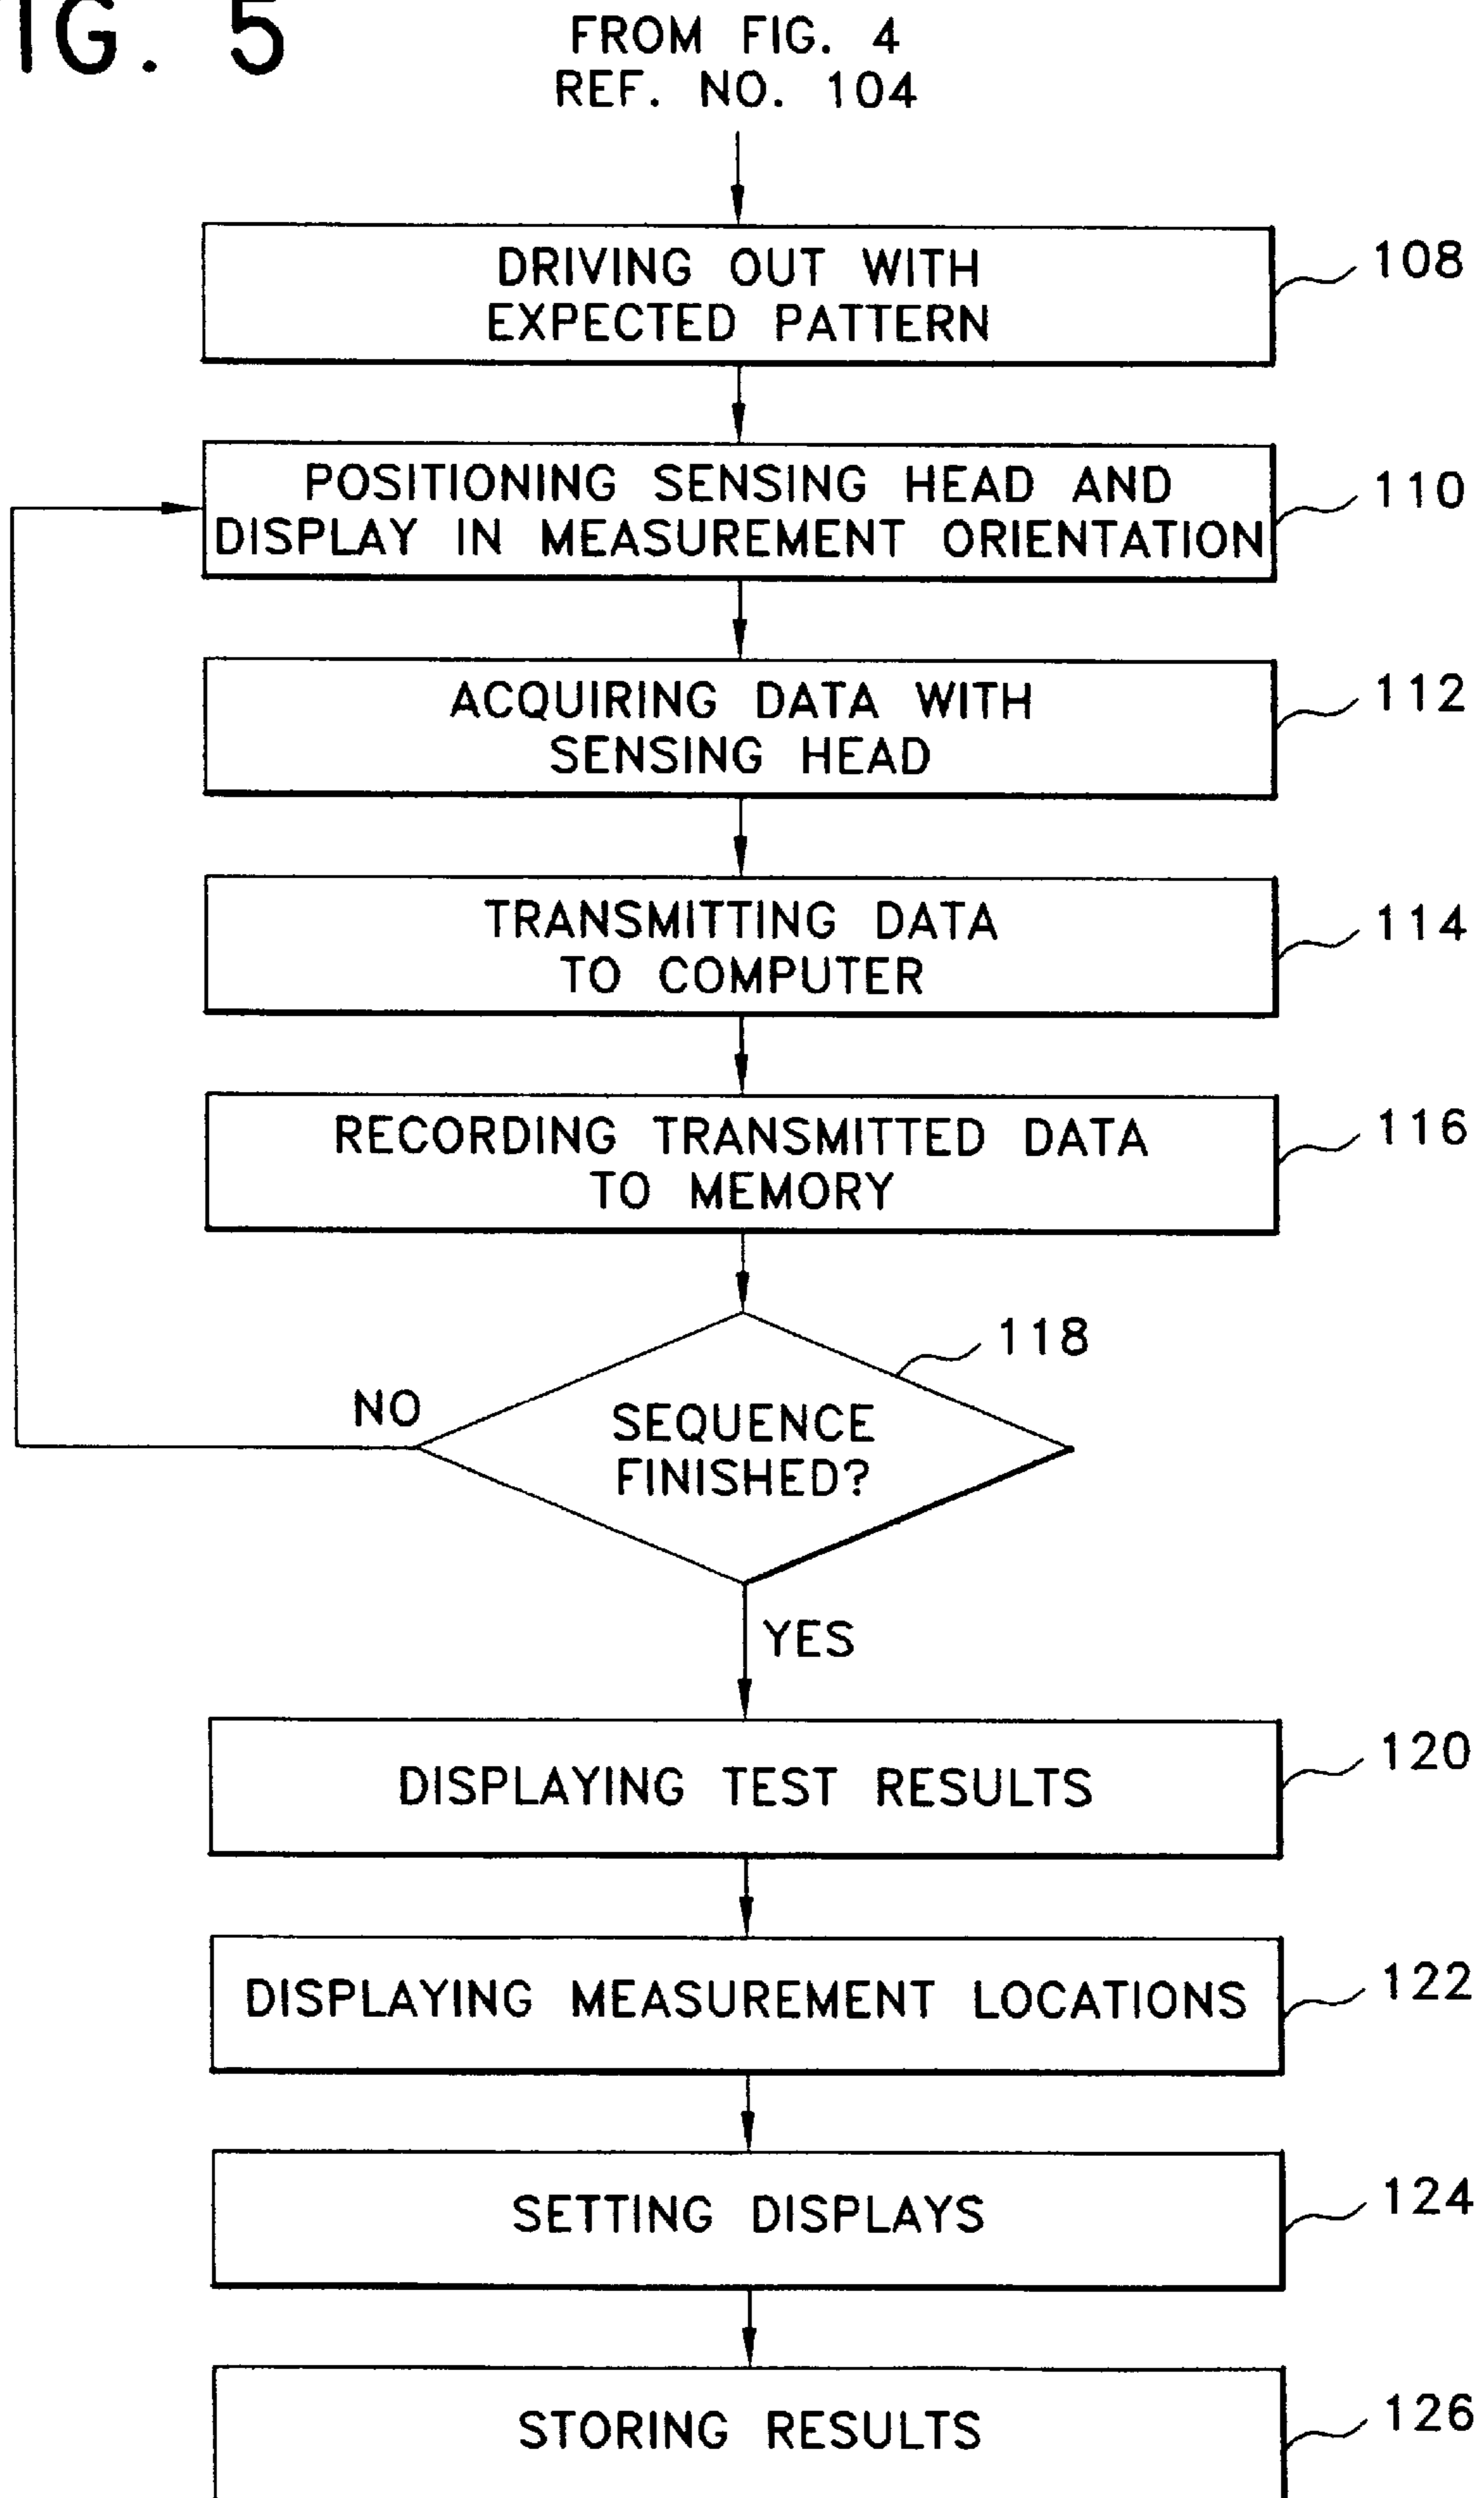 IG. 5
FROM FIG. 4
REF. NO. 104
DRIVING OUT WITH
EXPECTED PATTERN
108
POSITIONING SENSING HEAD AND
DISPLAY IN MEASUREMENT ORIENTATION
110
ACQUIRING DATA WITH
SENSING HEAD
112
TRANSMITTING DATA
TO COMPUTER
114
RECORDING TRANSMITTED DATA
TO MEMORY
116
118
NO
SEQUENCE
FINISHED?
YES
DISPLAYING TEST RESULTS
120
DISPLAYING MEASUREMENT LOCATIONS
122
SETTING DISPLAYS
124
STORING RESULTS
126